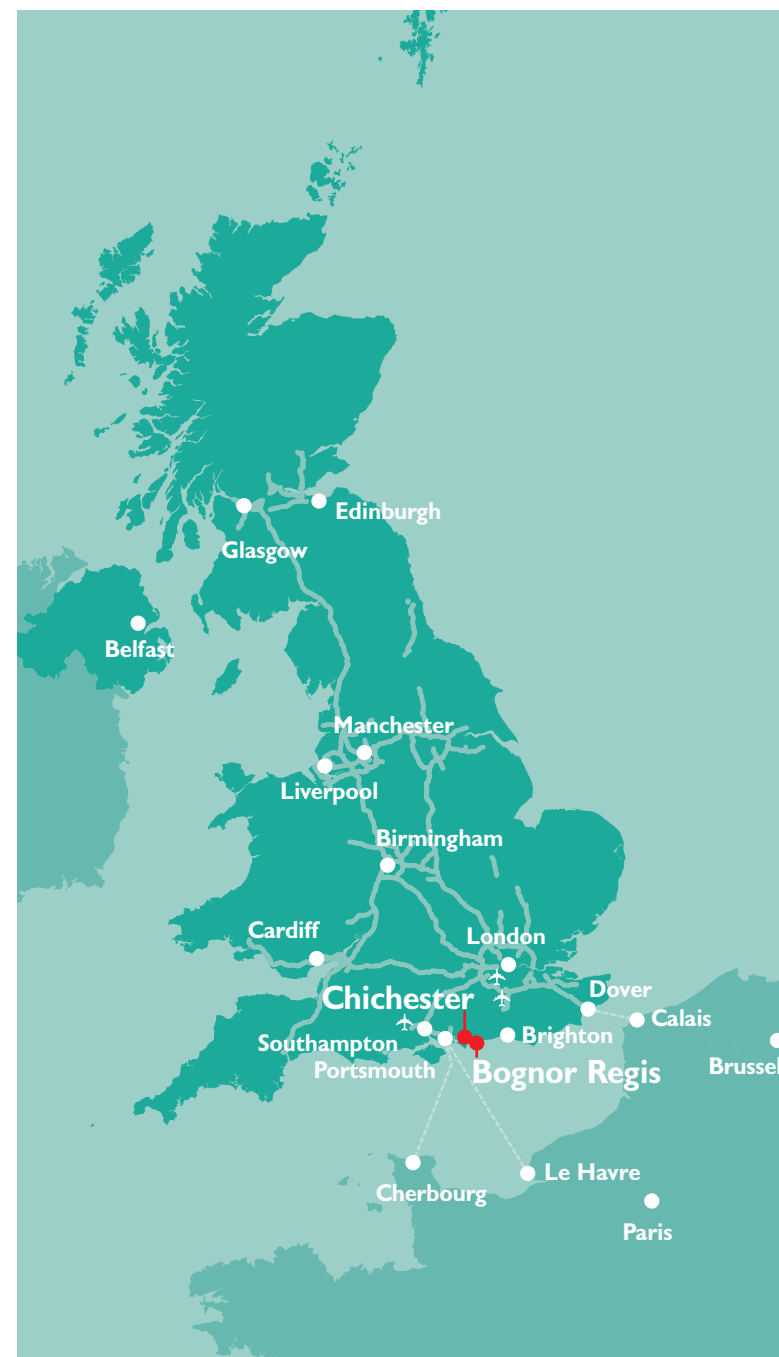 Edinburgh
Glasgow
Belfast
Manchester
Liverpool
Birmingham
Cardiff
London
Dover
Chichester
Calais
Brighton
Southampton
Portsmouth
Bognor Regis
Brussel
Le Havre
Cherbourg
Paris